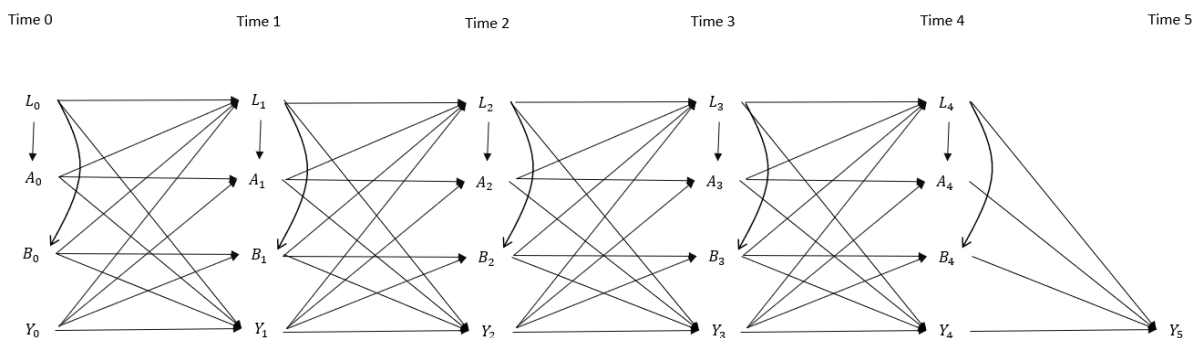 Time 0 Time 1 Time 2 Time 3 Time 4 Time 5
L₀ L₁ L₂ L₃ L₄
A₀ A₁ A₂ A₃ A₄
B₀ B₁ B₂ B₃ B₄
Y₀ Y₁ Y₂ Y₃ Y₄ Y₅